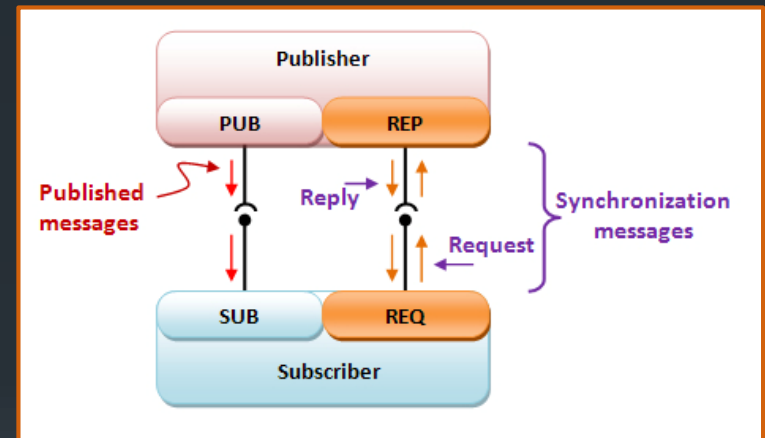 Publisher
PUB
REP
Published
messages
Reply
Synchronization
messages
Request
SUB
REQ
Subscriber